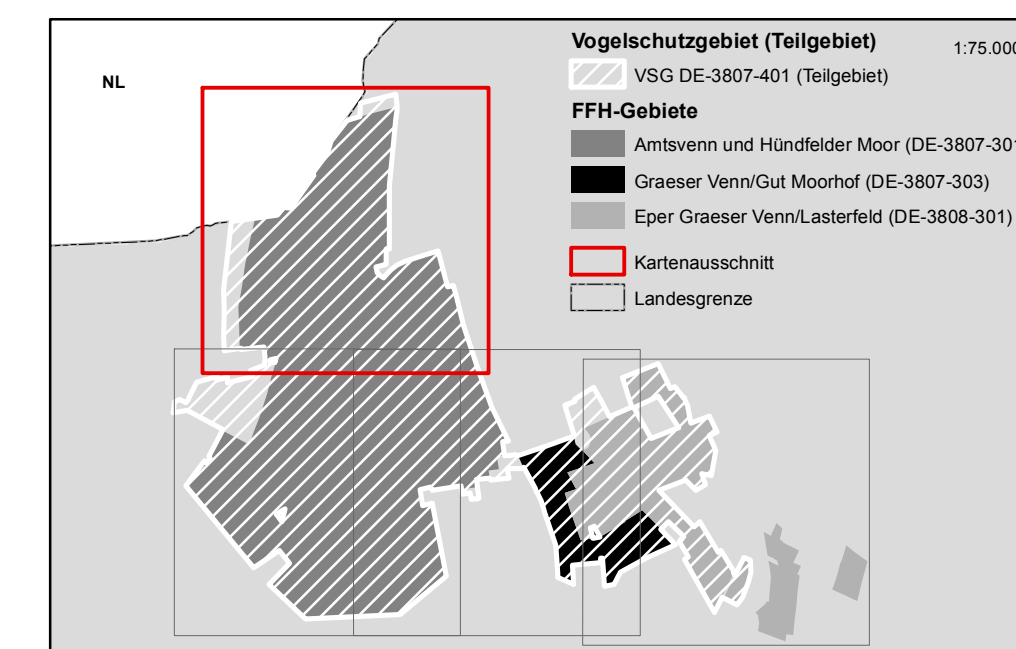 NL
Vogelschutzgebiet (Teilgebiet)
1:75.000
VSG DE-3807-401 (Teilgebiet)
FFH-Gebiete
Amtsvenn und Hündfelder Moor (DE-3807-301
Graeser Venn/Gut Moorhof (DE-3807-303)
Eper Graeser Venn/Lasterfeld (DE-3808-301)
Kartenausschnitt
Landesgrenze